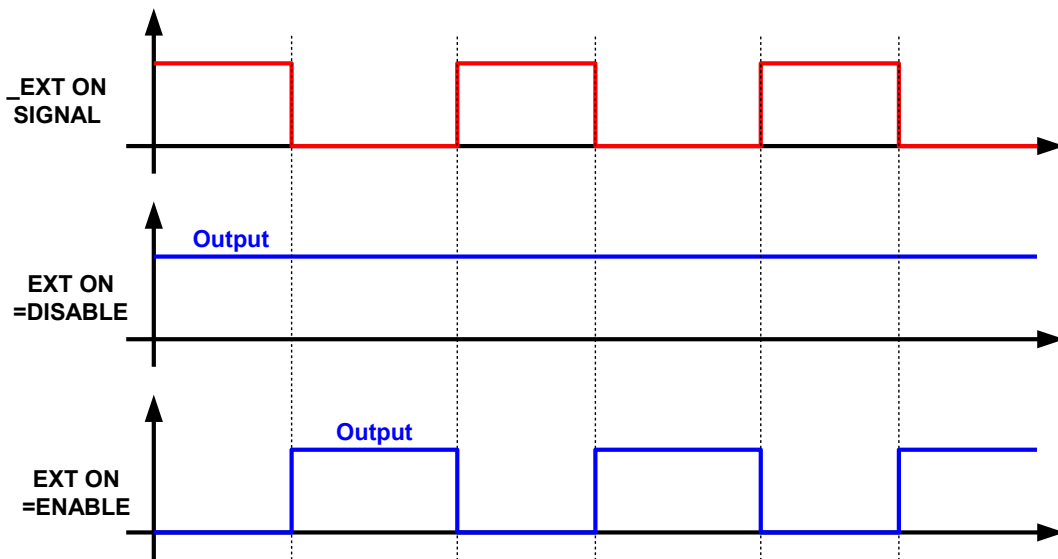 _EXT ON
SIGNAL
Output
EXT ON
=DISABLE
Output
EXT ON
=ENABLE